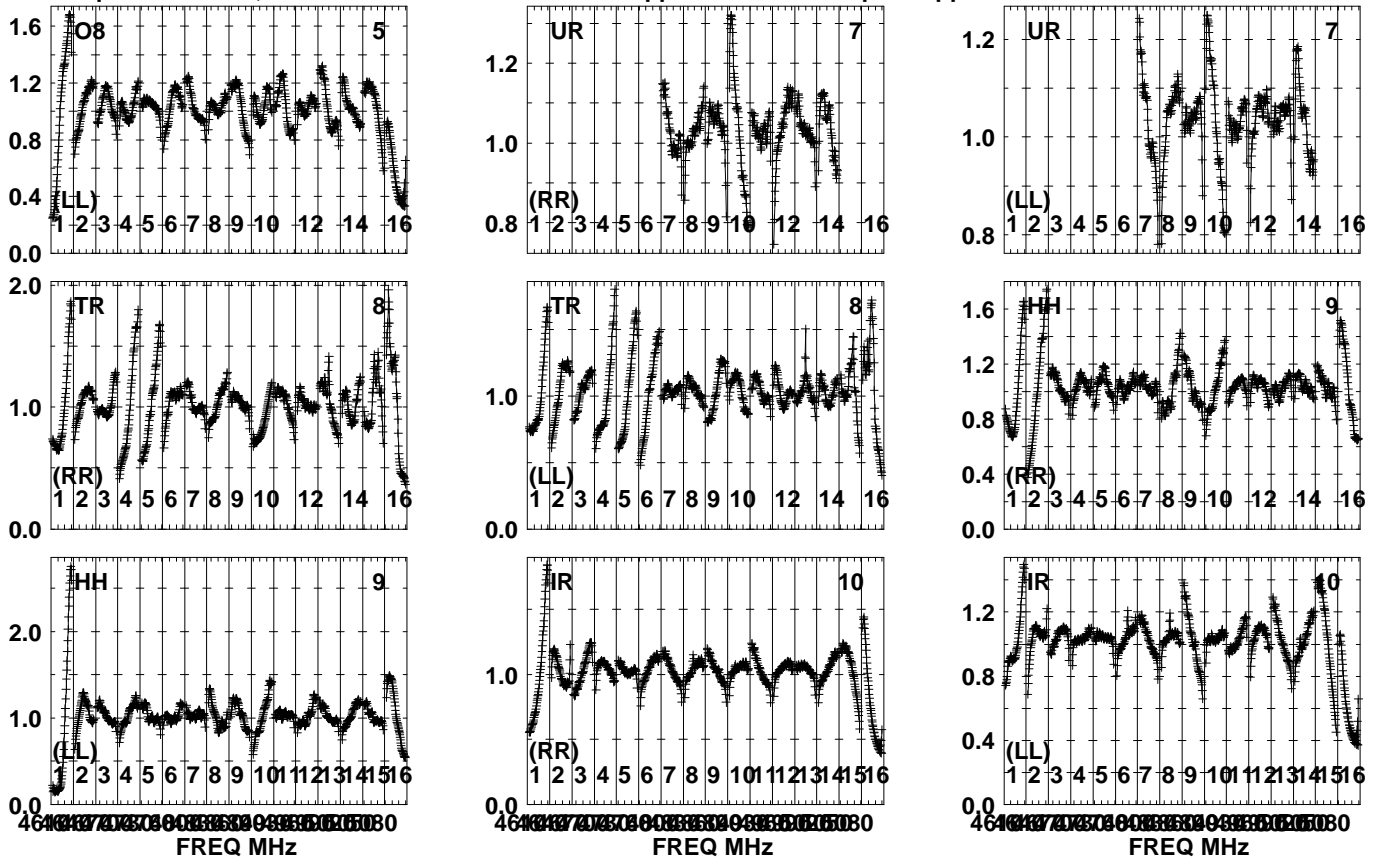 1.6 O8 5
1.2
0.8
0.4 (LL)
1 2 3 4 5 6 7 8 9 10 12 14 16
0.0
UR 7
1.2
1.0
(RR)
0.8 1 2 3 4 5 6 7 8 9 10 12 14 16
UR 7
1.2
1.0
(LL)
0.8 1 2 3 4 5 6 7 8 9 10 12 14 16
2.0 TR 8
1.0
(RR)
1 2 3 4 5 6 7 8 9 10 12 14 16
0.0
TR 8
1.0
(LL)
1 2 3 4 5 6 7 8 9 10 12 14 16
0.0
1.6 HH 9
1.2
0.8
0.4 (RR)
1 2 3 4 5 6 7 8 9 10 12 14 16
0.0
HH 9
2.0
1.0
(LL)
1 2 3 4 5 6 7 8 9 10 11 12 13 14 15 16
0.0
FREQ MHz
IR 10
1.0
(RR)
1 2 3 4 5 6 7 8 9 10 11 12 13 14 15 16
0.0
FREQ MHz
IR 10
1.2
0.8
0.4 (LL)
1 2 3 4 5 6 7 8 9 10 11 12 13 14 15 16
0.0
FREQ MHz